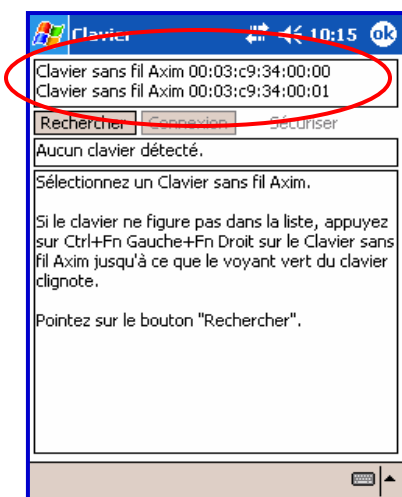 Clavier 10:15 ok
Clavier sans fil Axim 00:03:c9:34:00:00
Clavier sans fil Axim 00:03:c9:34:00:01
Rechercher Connexion Sécuriser
Aucun clavier détecté.
Sélectionnez un Clavier sans fil Axim.
Si le clavier ne figure pas dans la liste, appuyez
sur Ctrl+Fn Gauche+Fn Droit sur le Clavier sans
fil Axim jusqu'à ce que le voyant vert du clavier
clignote.
Pointez sur le bouton "Rechercher".